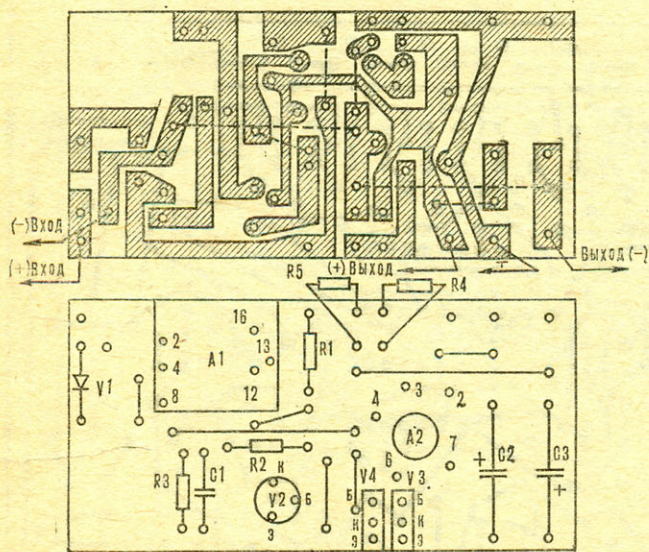 (-)Вход
(+)Вход
(+) Выход
Выход (-)
R5
R4
16
2
A1
13
R1
4
V1
8
12
3
4
2
A2
7
C2
C3
R2
6
V4
V3
R3
C1
К
V2
Б
Э
Б
К
Э
Б
К
Э
+
+